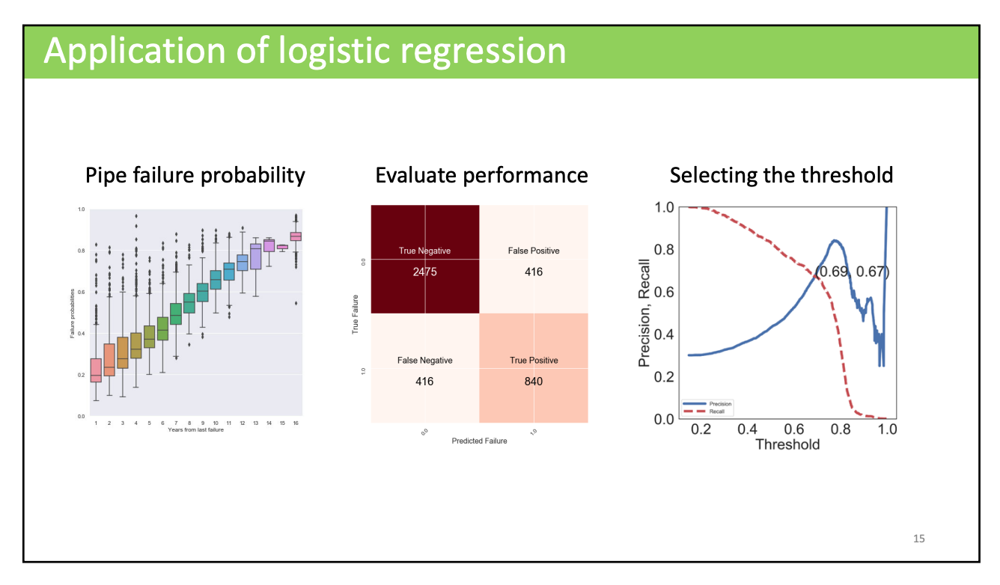 Application of logistic regression
Pipe failure probability
Evaluate performance
Selecting the threshold
1.0
0.8
0.6
0.4
0.2
0.0
Failure probabilities
1 2 3 4 5 6 7 8 9 10 11 12 13 14 15 16
Years from last failure
True Negative
2475
False Positive
416
False Negative
416
True Positive
840
0.0
1.0
True Failure
0.0 1.0
Predicted Failure
1.0
0.8
0.6
0.4
0.2
0.0
Precision, Recall
(0.69, 0.67)
Precision
Recall
0.2 0.4 0.6 0.8 1.0
Threshold
15